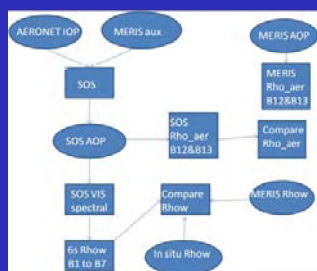 AERONET IOP
MERIS aux
MERIS AOP
SOS
MERIS
Rho_aer
B12&B13
SOS
Rho_aer
B12&B13
Compare
Rho_aer
SOS AOP
SOS VIS
spectral
Compare
Rhow
MERIS Rhow
6s Rhow
B1 to B7
In situ Rhow